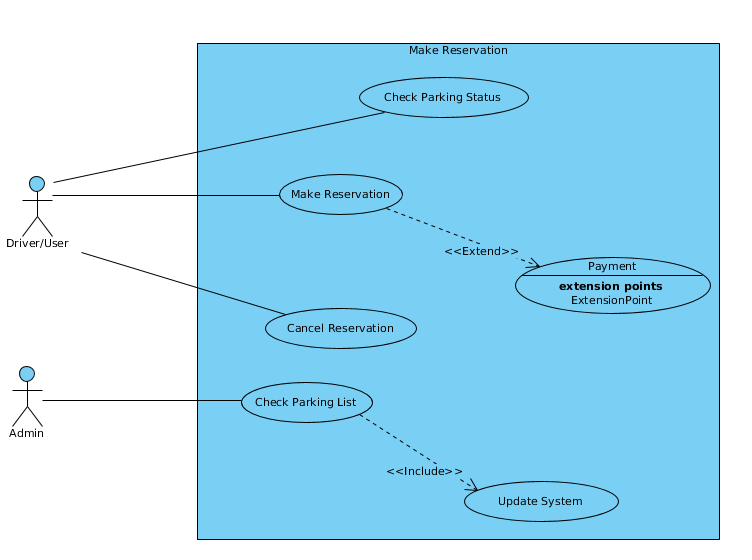 Make Reservation
Check Parking Status
Make Reservation
Driver/User
<<Extend>>
Payment
extension points
ExtensionPoint
Cancel Reservation
Check Parking List
Admin
<<Include>>
Update System